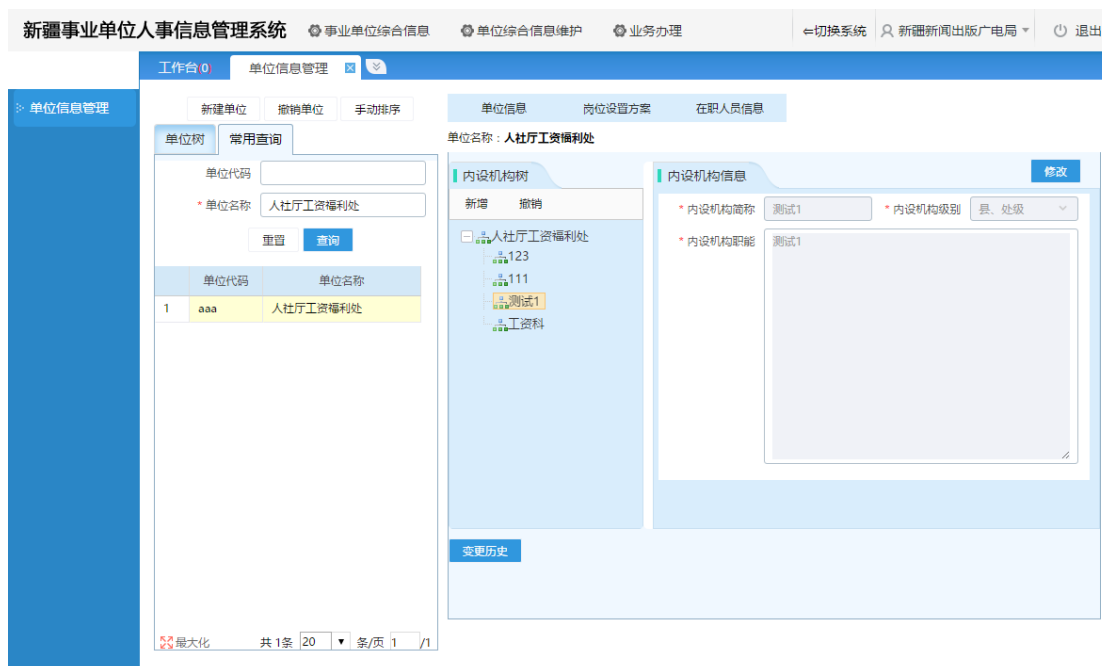 新疆事业单位人事信息管理系统 事业单位综合信息 单位综合信息维护 业务办理 ⇐切换系统 新疆新闻出版广电局 退出
工作台(0) 单位信息管理
单位信息管理
新建单位 撤销单位 手动排序
单位树 常用查询
单位代码
* 单位名称 人社厅工资福利处
重置 查询
单位代码 单位名称
1 aaa 人社厅工资福利处
最大化 共 1条 20 条/页 1 /1
单位信息 岗位设置方案 在职人员信息
单位名称：人社厅工资福利处
内设机构树
新增 撤销
人社厅工资福利处
123
111
测试1
工资科
内设机构信息 修改
* 内设机构简称 测试1 * 内设机构级别 县、处级
* 内设机构职能 测试1
变更历史